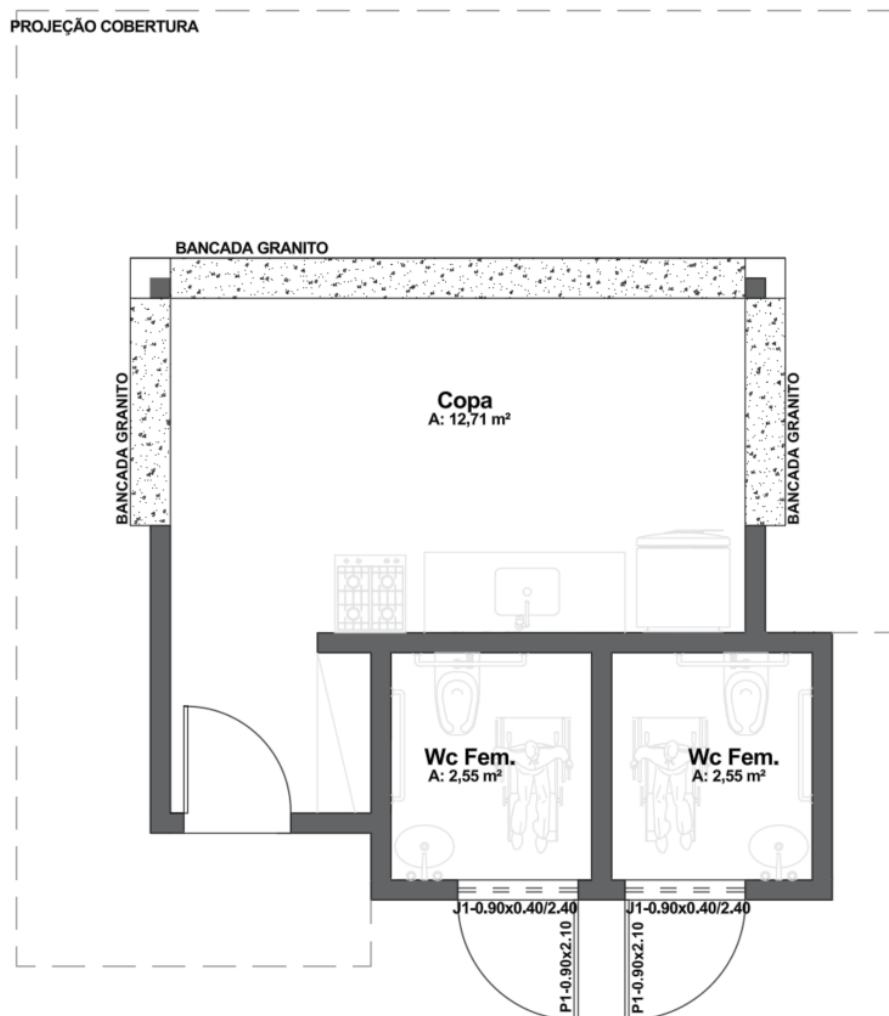 PROJEÇÃO COBERTURA
BANCADA GRANITO
BANCADA GRANITO
Copa
A: 12,71 m²
BANCADA GRANITO
Wc Fem.
A: 2,55 m²
Wc Fem.
A: 2,55 m²
J1-0.90x0.40/2.40
J1-0.90x0.40/2.40
P1-0.90x2.10
P1-0.90x2.10